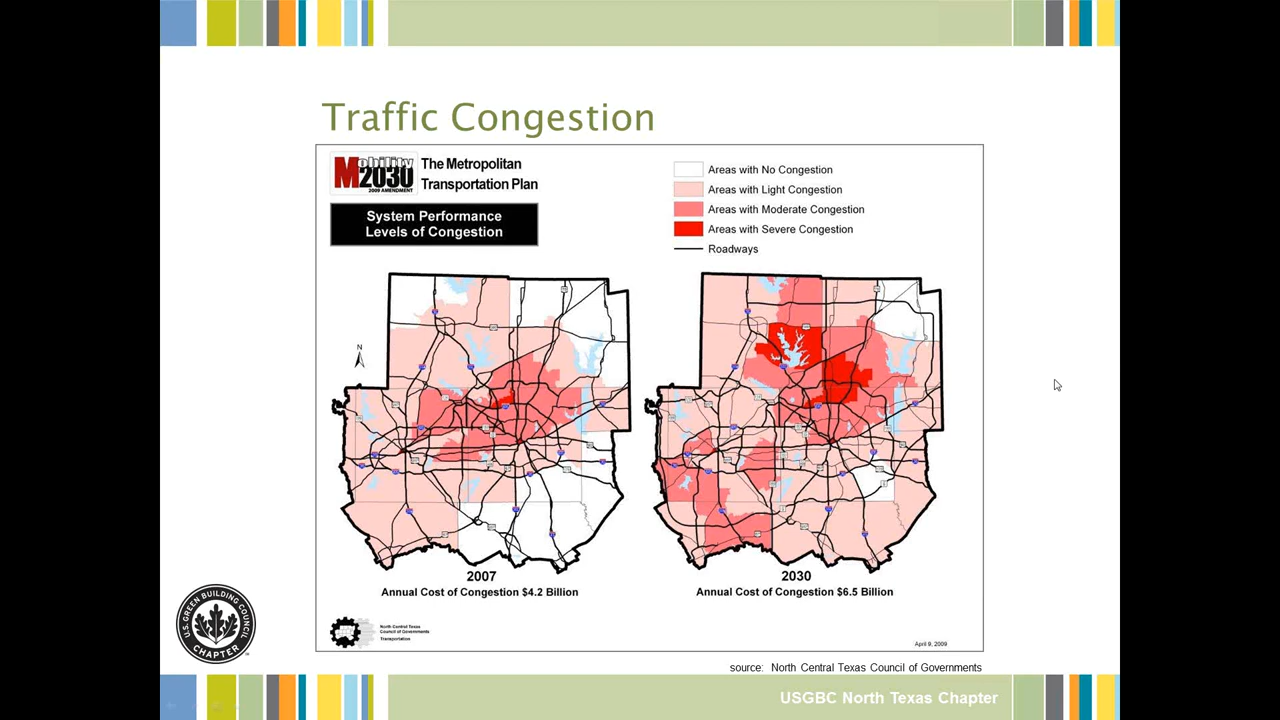 Traffic Congestion
Mobility
2030
2009 AMENDMENT
The Metropolitan
Transportation Plan
System Performance
Levels of Congestion
Areas with No Congestion
Areas with Light Congestion
Areas with Moderate Congestion
Areas with Severe Congestion
Roadways
N
2007
Annual Cost of Congestion $4.2 Billion
2030
Annual Cost of Congestion $6.5 Billion
North Central Texas
Council of Governments
Transportation
April 9, 2009
source: North Central Texas Council of Governments
U.S. GREEN BUILDING COUNCIL
CHAPTER
USGBC North Texas Chapter